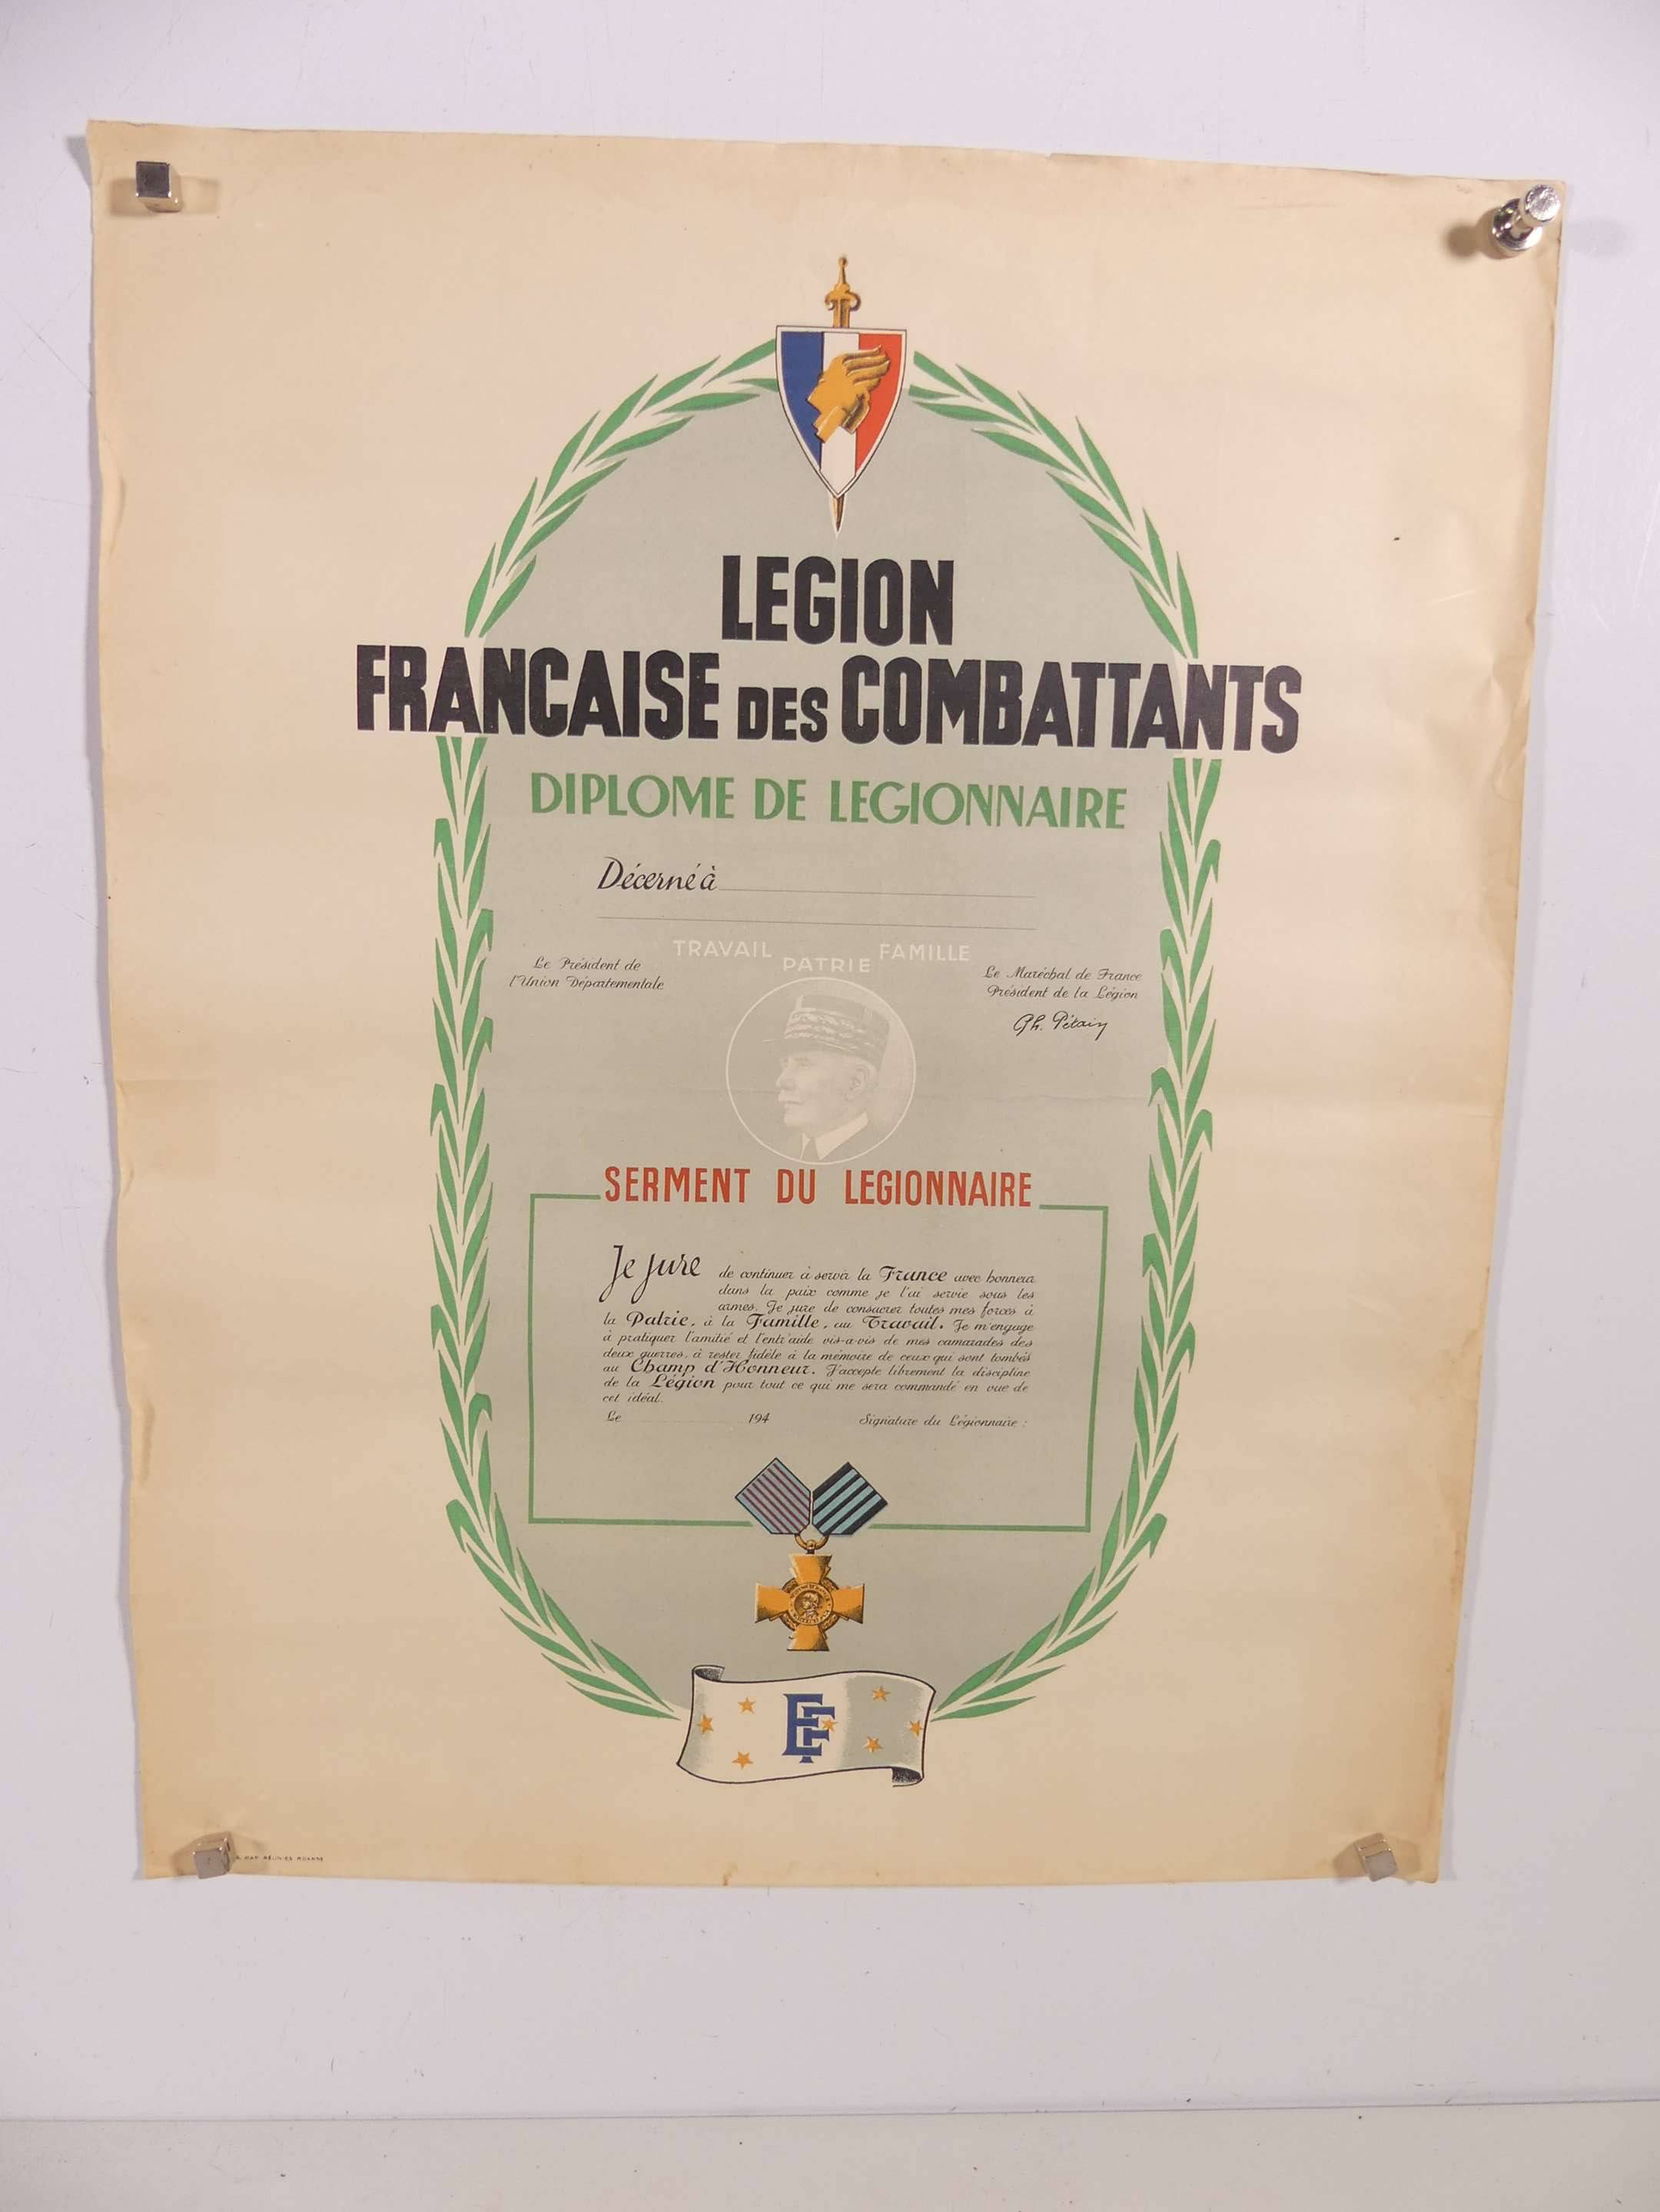 LEGION
FRANCAISE DES COMBATTANTS
DIPLOME DE LEGIONNAIRE
Décerné à
TRAVAIL PATRIE FAMILLE
Le Président de
l'Union Départementale
Le Maréchal de France
Président de la Légion
Ph. Pétain
SERMENT DU LEGIONNAIRE
Je jure de continuer à servir la France avec honneur
dans la paix comme je l'ai servie sous les
armes. Je jure de consacrer toutes mes forces à
la Patrie, à la Famille, au Travail. Je m'engage
à pratiquer l'amitié et l'entr'aide vis-a-vis de mes camarades des
deux guerres, à rester fidèle à la mémoire de ceux qui sont tombés
au Champ d'Honneur. J'accepte librement la discipline
de la Légion pour tout ce qui me sera commandé en vue de
cet idéal.
Le 194 Signature du Légionnaire :
EF
RÉUNIES ROANNE